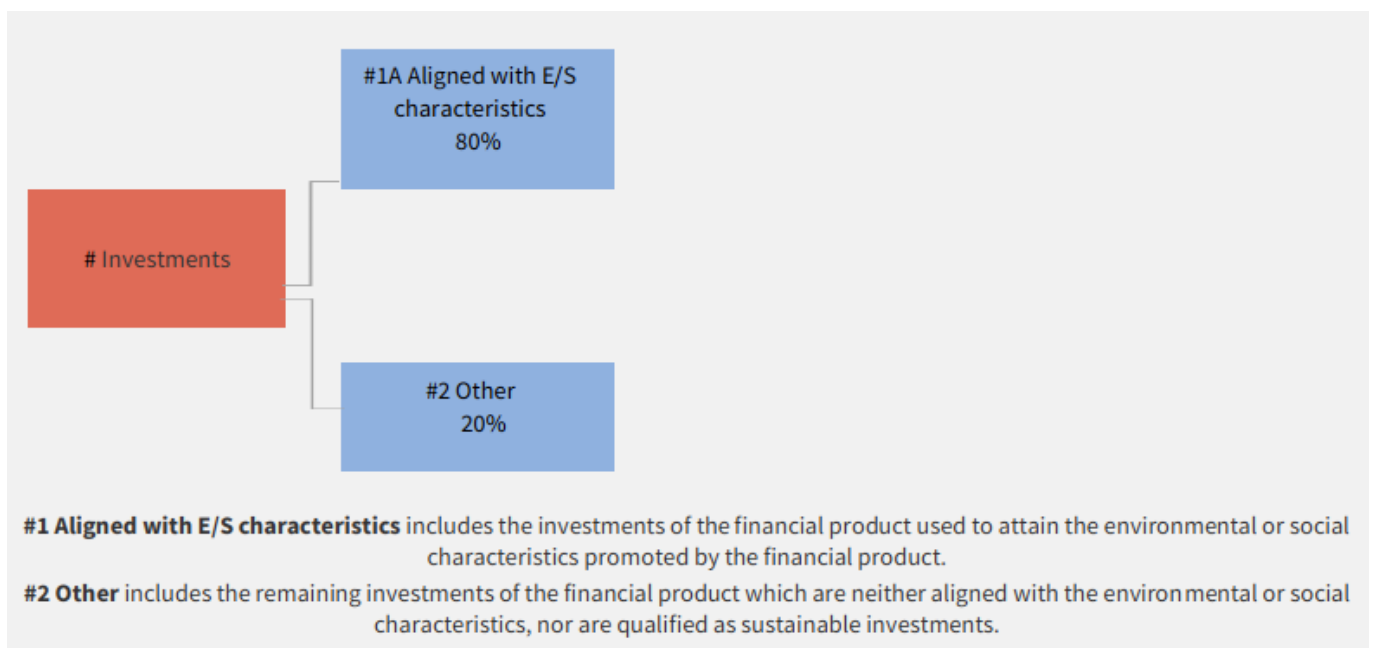 #1A Aligned with E/S
characteristics
80%
# Investments
#2 Other
20%
#1 Aligned with E/S characteristics includes the investments of the financial product used to attain the environmental or social
characteristics promoted by the financial product.
#2 Other includes the remaining investments of the financial product which are neither aligned with the environmental or social
characteristics, nor are qualified as sustainable investments.